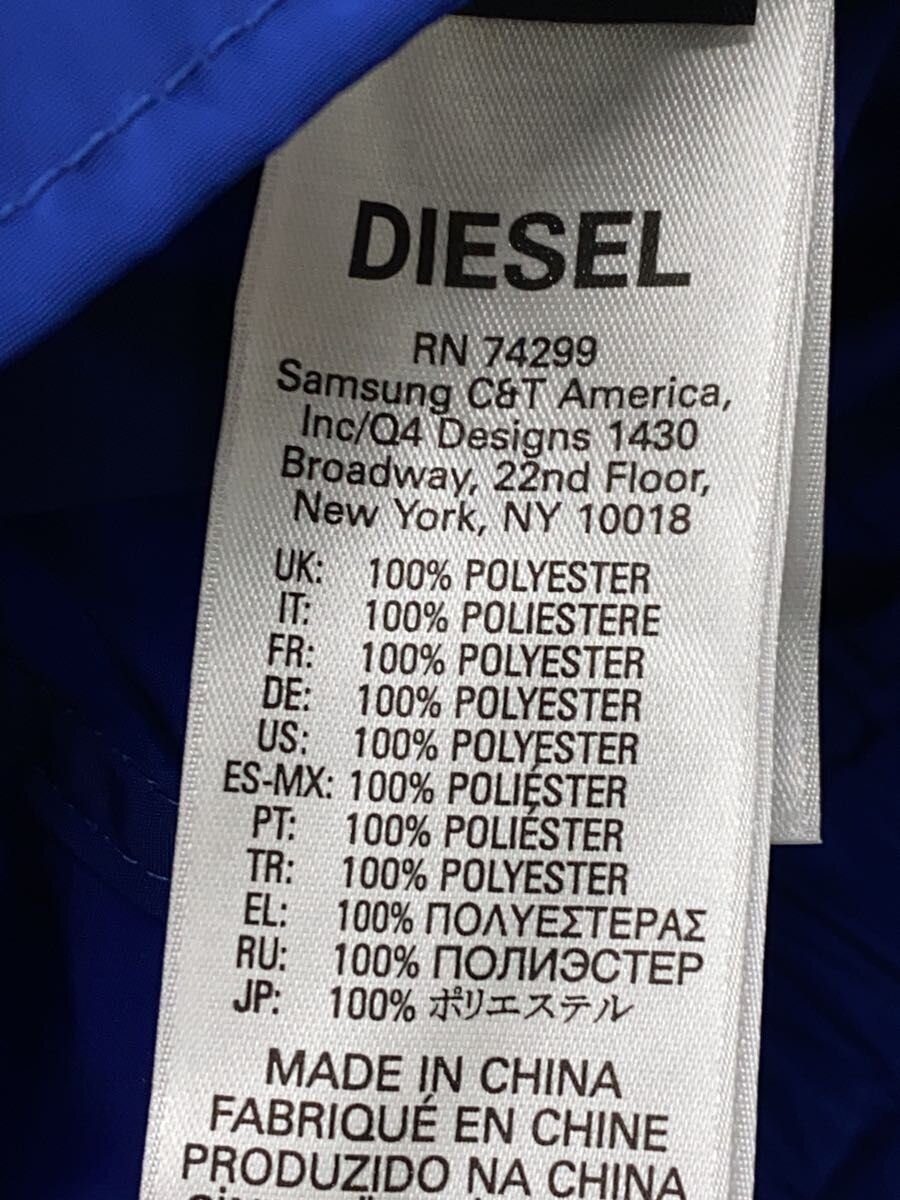 DIESEL
RN 74299
Samsung C&T America,
Inc/Q4 Designs 1430
Broadway, 22nd Floor,
New York, NY 10018
UK: 100% POLYESTER
IT: 100% POLIESTERE
FR: 100% POLYESTER
DE: 100% POLYESTER
US: 100% POLYESTER
ES-MX: 100% POLIÉSTER
PT: 100% POLIÉSTER
TR: 100% POLYESTER
EL: 100% ΠΟΛΥΕΣΤΕΡΑΣ
RU: 100% ПОЛИЭСТЕР
JP: 100% ポリエステル
MADE IN CHINA
FABRIQUÉ EN CHINE
PRODUZIDO NA CHINA